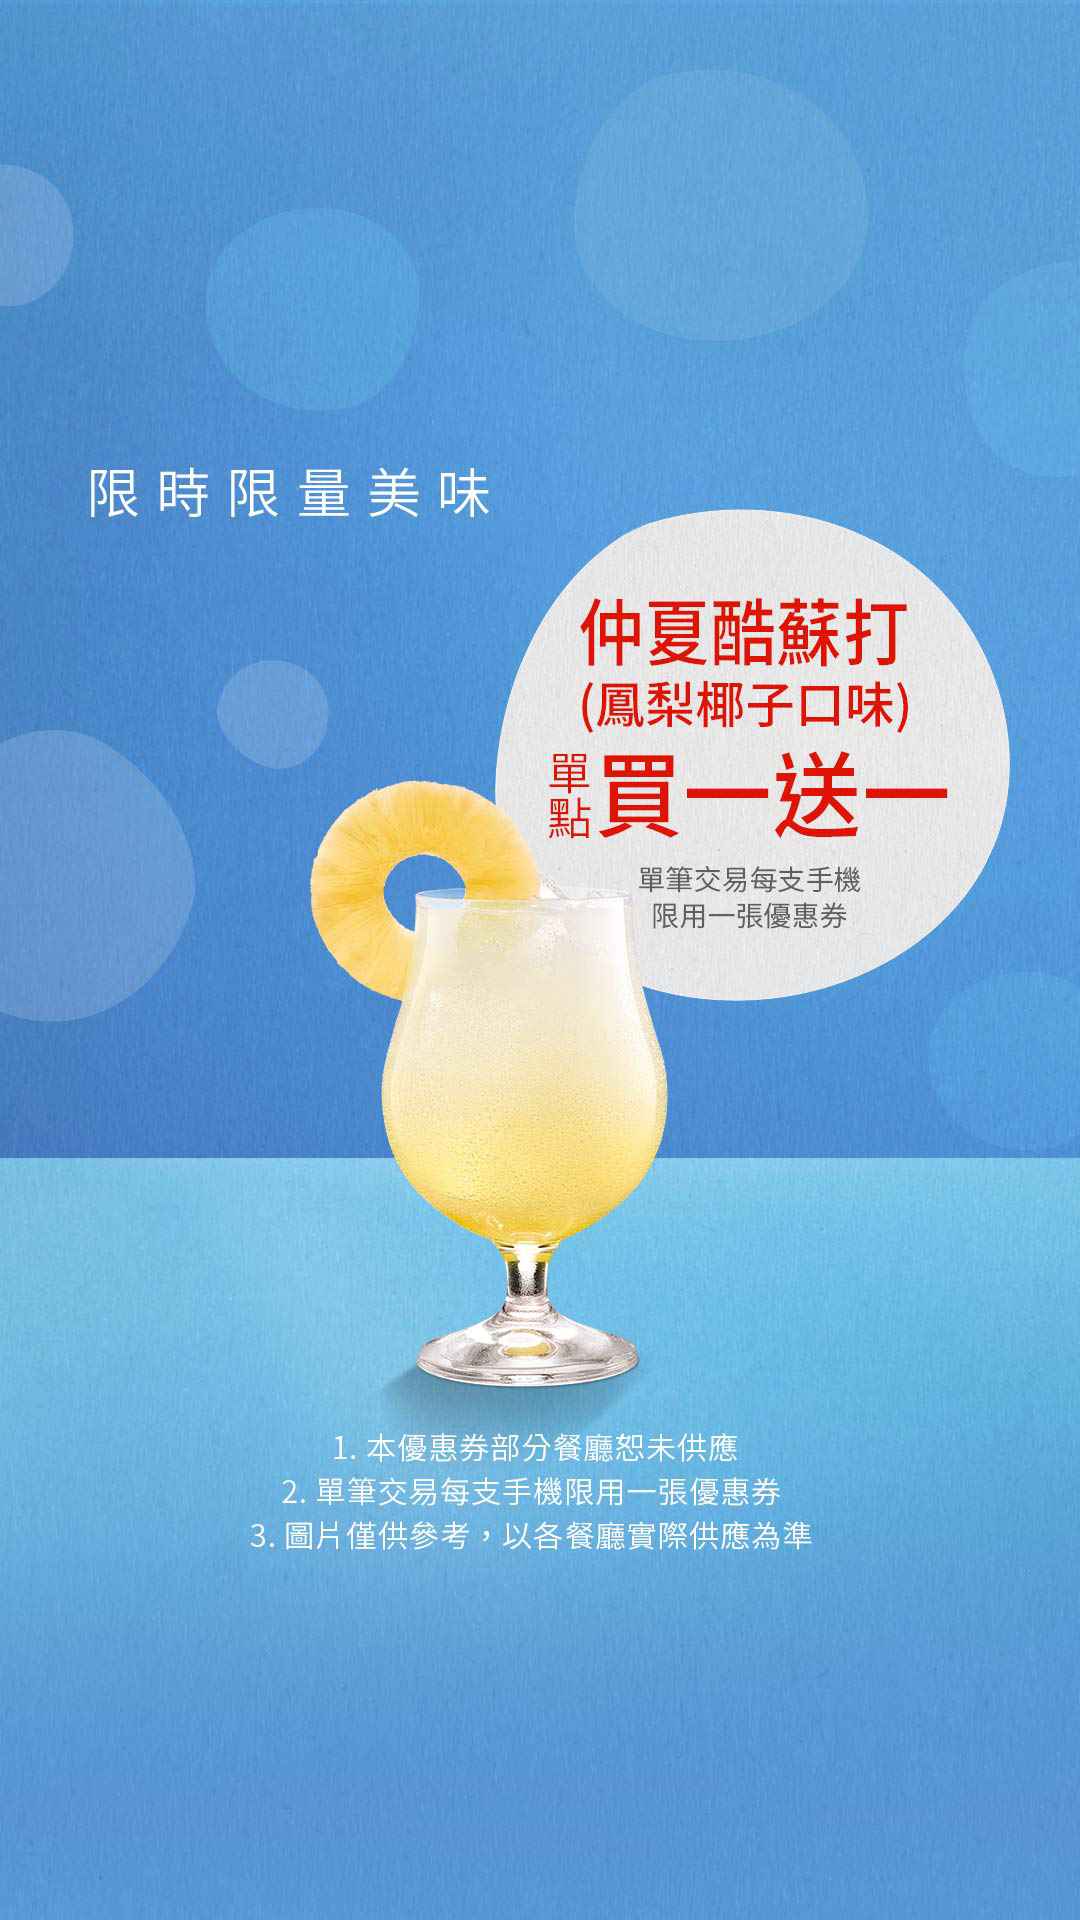 限時限量美味
仲夏酷蘇打
(鳳梨椰子口味)
單點買一送一
單筆交易每支手機
限用一張優惠券
1. 本優惠券部分餐廳恕未供應
2. 單筆交易每支手機限用一張優惠券
3. 圖片僅供參考，以各餐廳實際供應為準